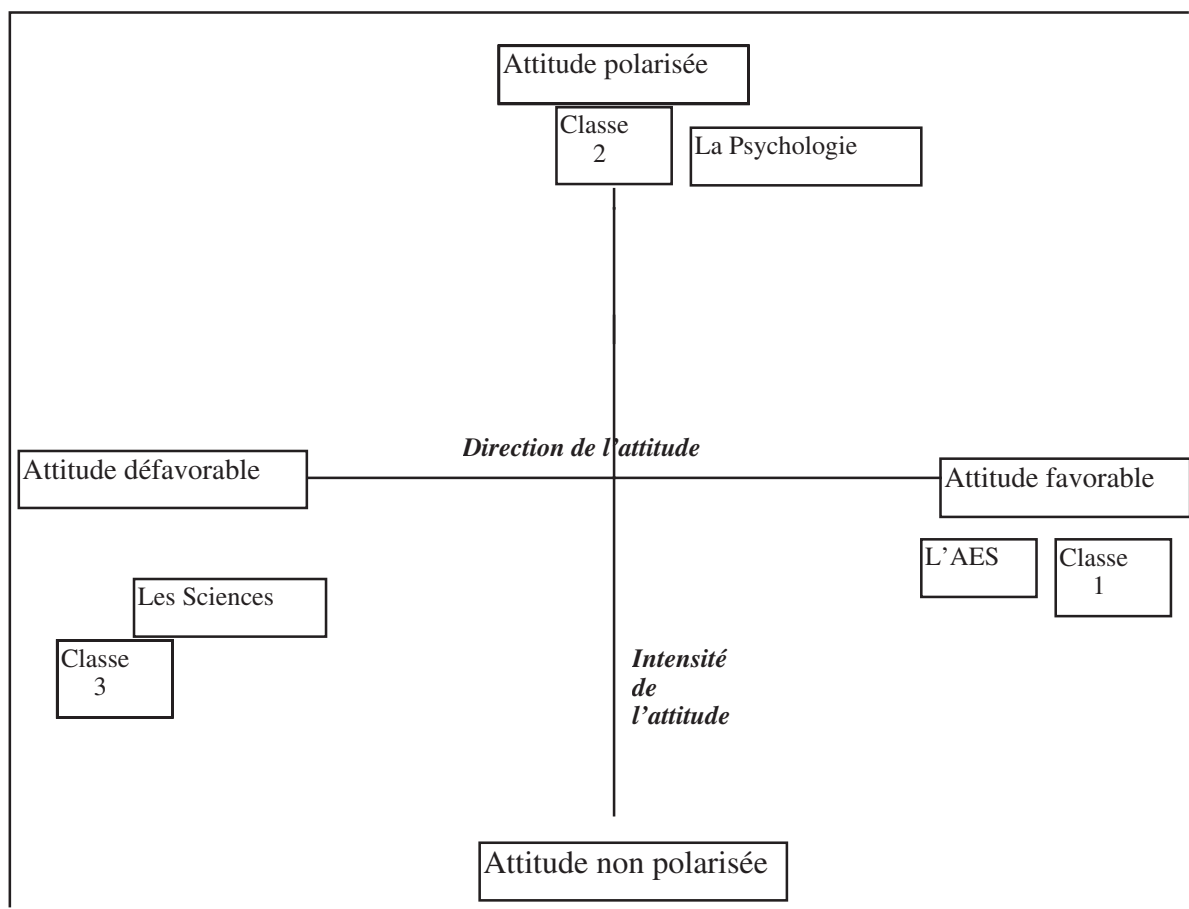 Attitude polarisée
Classe
2
La Psychologie
Direction de l'attitude
Attitude défavorable
Attitude favorable
L'AES
Classe
1
Les Sciences
Classe
3
Intensité
de
l'attitude
Attitude non polarisée